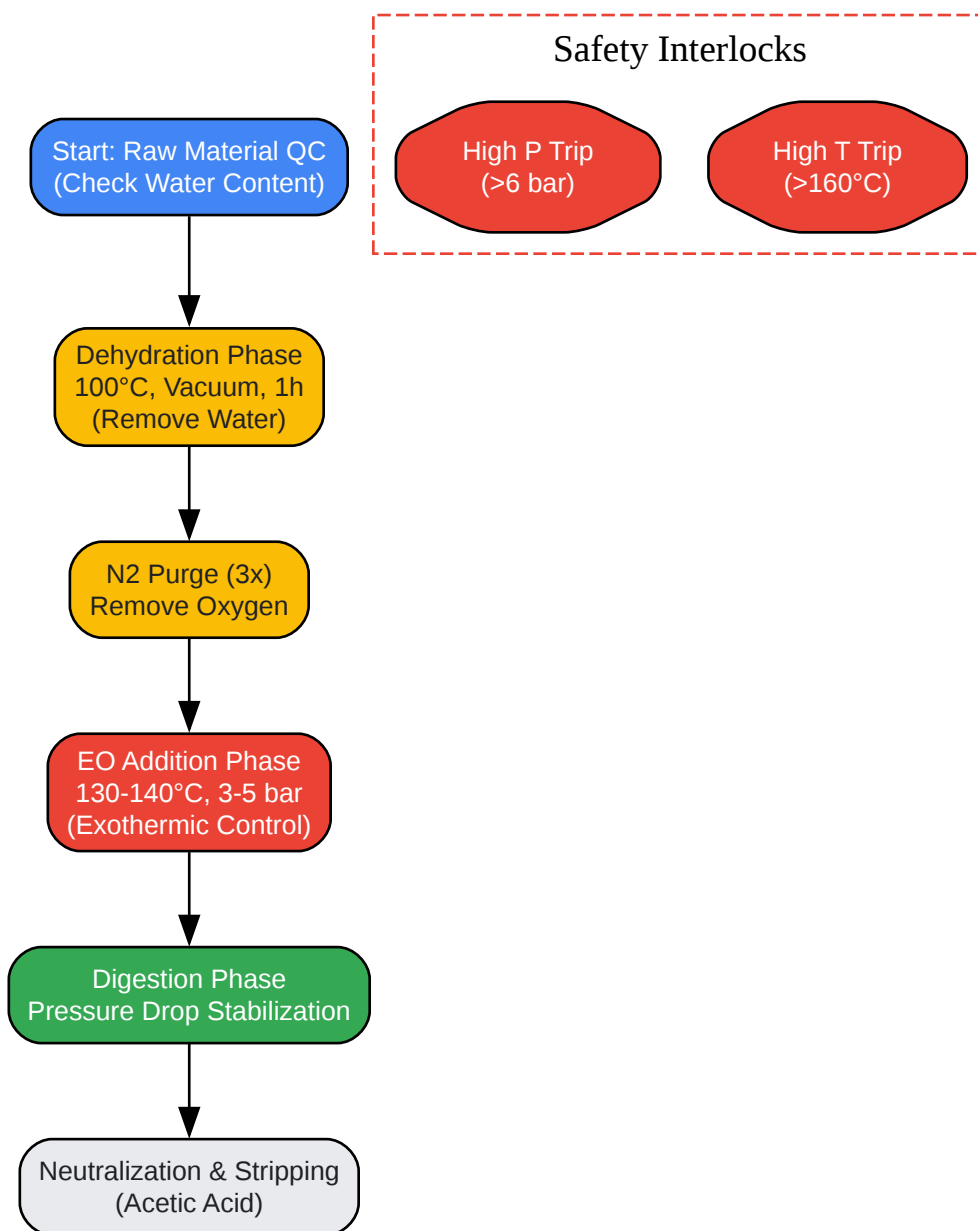 Safety Interlocks
Start: Raw Material QC
(Check Water Content)
High P Trip
(>6 bar)
High T Trip
(>160°C)
Dehydration Phase
100°C, Vacuum, 1h
(Remove Water)
N2 Purge (3x)
Remove Oxygen
EO Addition Phase
130-140°C, 3-5 bar
(Exothermic Control)
Digestion Phase
Pressure Drop Stabilization
Neutralization & Stripping
(Acetic Acid)